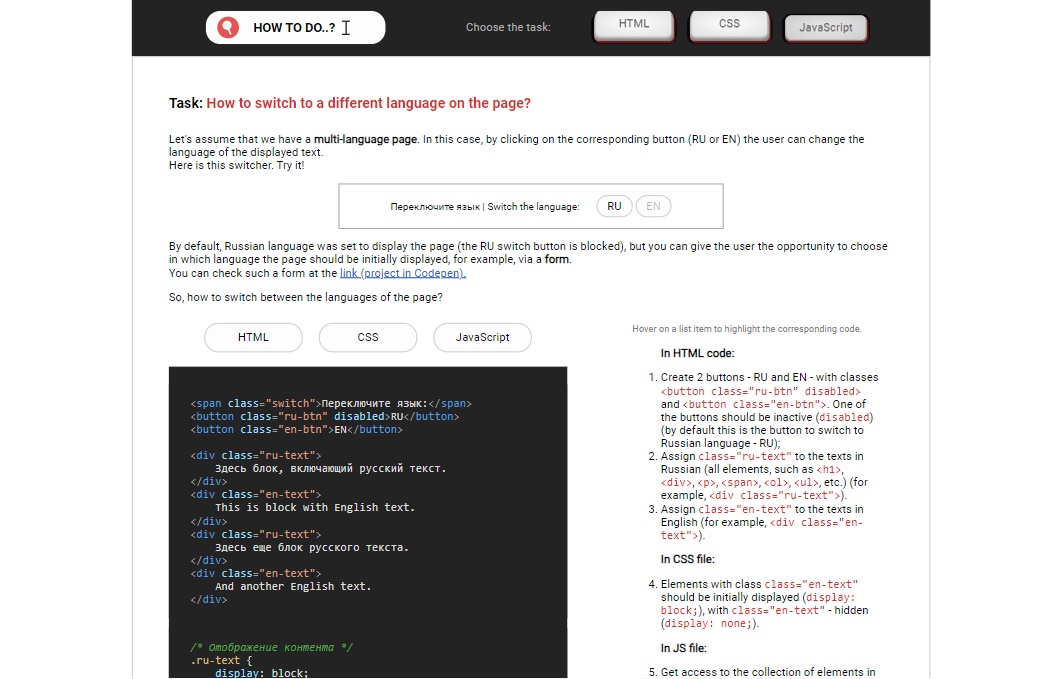 HOW TO DO..?
Choose the task:
HTML
CSS
JavaScript
Task: How to switch to a different language on the page?
Let's assume that we have a multi-language page. In this case, by clicking on the corresponding button (RU or EN) the user can change the
language of the displayed text.
Here is this switcher. Try it!
Переключите язык | Switch the language:
RU
EN
By default, Russian language was set to display the page (the RU switch button is blocked), but you can give the user the opportunity to choose
in which language the page should be initially displayed, for example, via a form.
You can check such a form at the link (project in Codepen).
So, how to switch between the languages of the page?
HTML
CSS
JavaScript
<span class="switch">Переключите язык:</span>
<button class="ru-btn" disabled>RU</button>
<button class="en-btn">EN</button>
<div class="ru-text">
Здесь блок, включающий русский текст.
</div>
<div class="en-text">
This is block with English text.
</div>
<div class="ru-text">
Здесь еще блок русского текста.
</div>
<div class="en-text">
And another English text.
</div>
/* Отображение контента */
.ru-text {
display: block;
Hover on a list item to highlight the corresponding code.
In HTML code:
1. Create 2 buttons - RU and EN - with classes
<button class="ru-btn" disabled>
and <button class="en-btn">. One of
the buttons should be inactive (disabled)
(by default this is the button to switch to
Russian language - RU);
2. Assign class="ru-text" to the texts in
Russian (all elements, such as <h1>,
<div>, <p>, <span>, <ol>, <ul>, etc.) (for
example, <div class="ru-text">).
3. Assign class="en-text" to the texts in
English (for example, <div class="en-
text">).
In CSS file:
4. Elements with class class="en-text"
should be initially displayed (display:
block;), with class="en-text" - hidden
(display: none;).
In JS file:
5. Get access to the collection of elements in